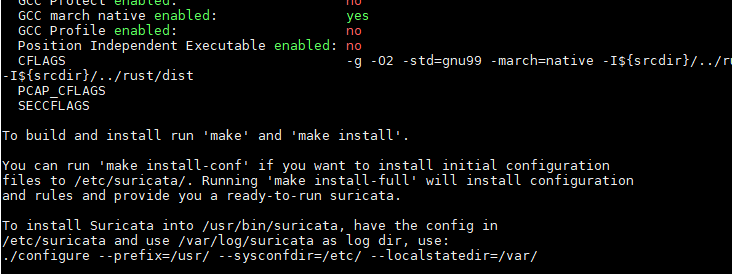 GCC Protect enabled: no
GCC march native enabled: yes
GCC Profile enabled: no
Position Independent Executable enabled: no
CFLAGS -g -O2 -std=gnu99 -march=native -I${srcdir}/../ru
-I${srcdir}/../rust/dist
PCAP_CFLAGS
SECCFLAGS
To build and install run 'make' and 'make install'.
You can run 'make install-conf' if you want to install initial configuration
files to /etc/suricata/. Running 'make install-full' will install configuration
and rules and provide you a ready-to-run suricata.
To install Suricata into /usr/bin/suricata, have the config in
/etc/suricata and use /var/log/suricata as log dir, use:
./configure --prefix=/usr/ --sysconfdir=/etc/ --localstatedir=/var/